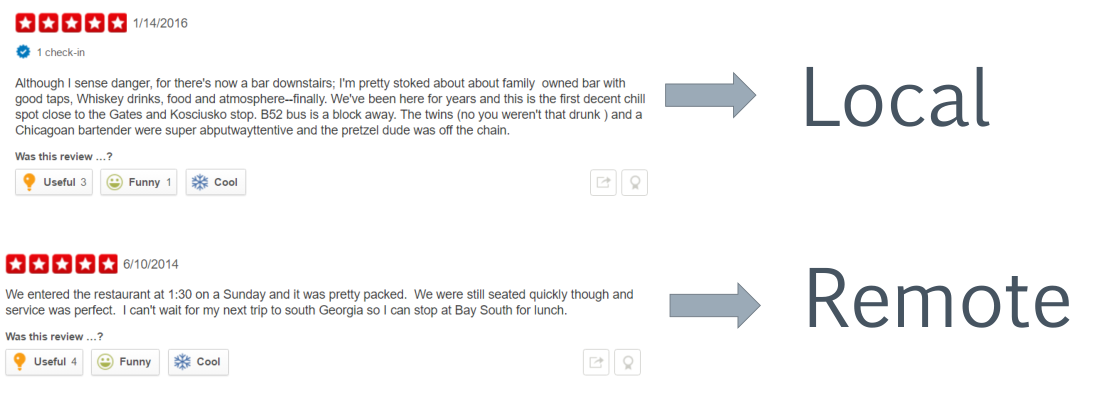 1/14/2016
1 check-in
Although I sense danger, for there's now a bar downstairs; I'm pretty stoked about about family  owned bar with
good taps, Whiskey drinks, food and atmosphere--finally. We've been here for years and this is the first decent chill
spot close to the Gates and Kosciusko stop. B52 bus is a block away. The twins (no you weren't that drunk ) and a
Chicagoan bartender were super abputwayttentive and the pretzel dude was off the chain.
Was this review …?
Useful 3 Funny 1 Cool
Local
6/10/2014
We entered the restaurant at 1:30 on a Sunday and it was pretty packed.  We were still seated quickly though and
service was perfect.  I can't wait for my next trip to south Georgia so I can stop at Bay South for lunch.
Was this review …?
Useful 4 Funny Cool
Remote